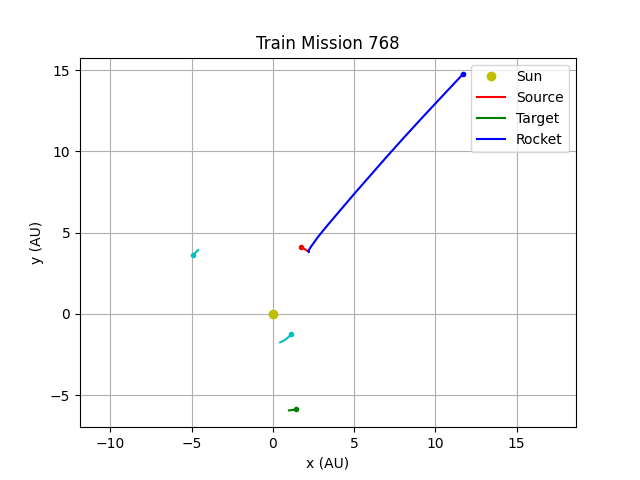 Train Mission 768
Sun
Source
Target
Rocket
15
10
5
0
−5
y (AU)
−10
−5
0
5
10
15
x (AU)